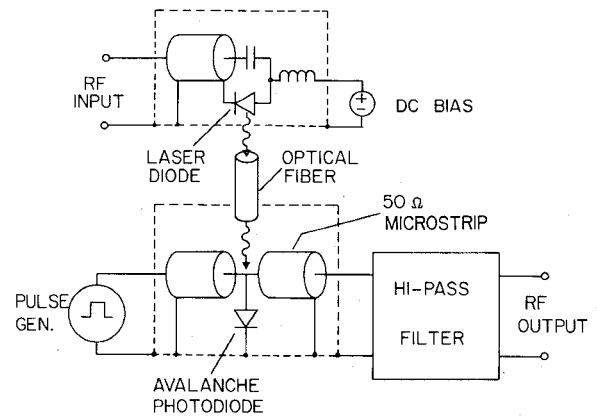 RF
INPUT
DC BIAS
LASER
DIODE
OPTICAL
FIBER
50 Ω
MICROSTRIP
PULSE
GEN.
HI-PASS
FILTER
RF
OUTPUT
AVALANCHE
PHOTODIODE